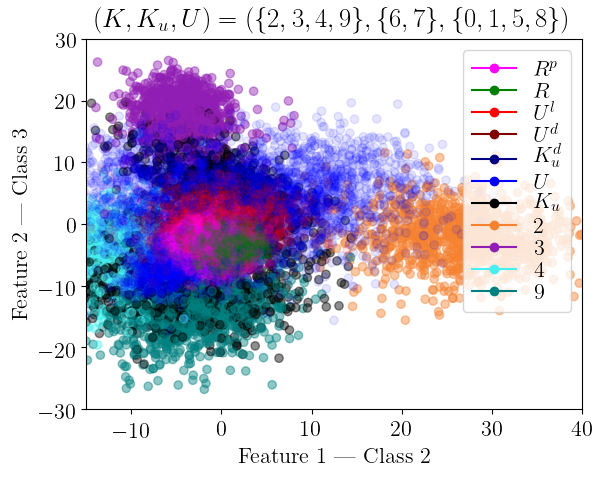 (K, K_u, U) = ({2, 3, 4, 9}, {6, 7}, {0, 1, 5, 8})
30
20
10
0
−10
−20
−30
Feature 2 — Class 3
R^p
R
U^l
U^d
K_u^d
U
K_u
2
3
4
9
−10
0
10
20
30
40
Feature 1 — Class 2